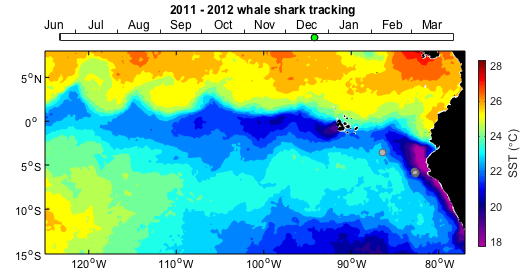 2011 - 2012 whale shark tracking
Jun Jul Aug Sep Oct Nov Dec Jan Feb Mar
5°N
0°
5°S
10°S
15°S
120°W 110°W 100°W 90°W 80°W
28
26
24
22
20
18
SST (°C)